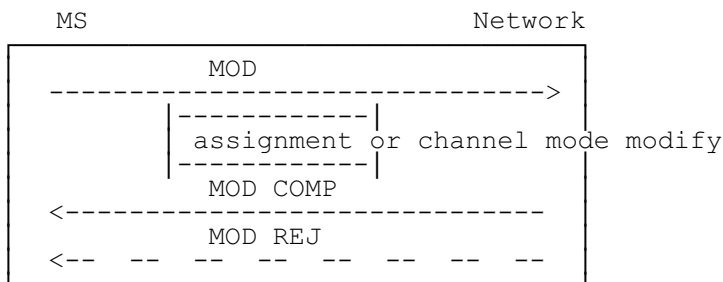 MS Network
MOD
assignment or channel mode modify
MOD COMP
MOD REJ